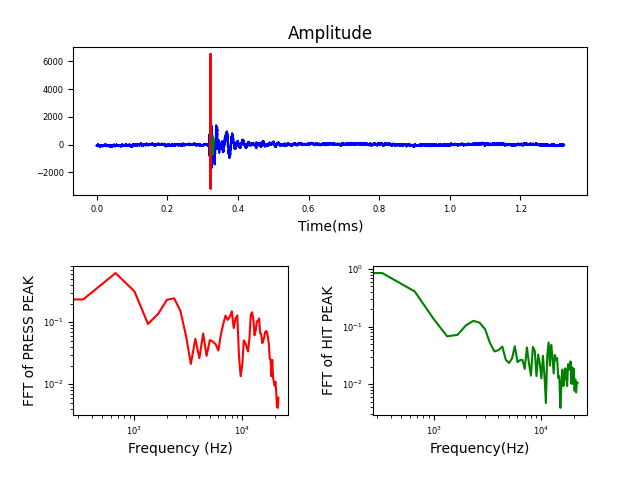 Amplitude
6000
4000
2000
0
−2000
0.0 0.2 0.4 0.6 0.8 1.0 1.2
Time(ms)
FFT of PRESS PEAK
10⁻¹
10⁻²
10³ 10⁴
Frequency (Hz)
FFT of HIT PEAK
10⁰
10⁻¹
10⁻²
10³ 10⁴
Frequency(Hz)